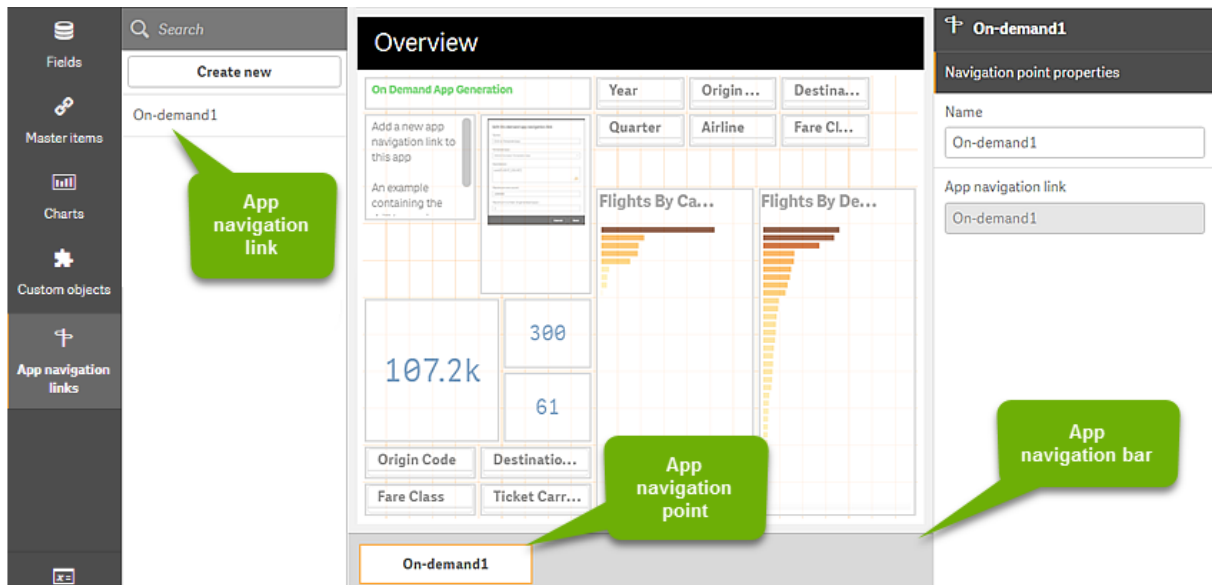 Fields
Master items
Charts
Custom objects
App navigation
links
Search
Create new
On-demand1
App
navigation
link
Overview
On Demand App Generation
Add a new app
navigation link to
this app
An example
containing the
Year
Origin ...
Destina...
Quarter
Airline
Fare Cl...
Flights By Ca...
Flights By De...
107.2k
300
61
Origin Code
Destinatio...
Fare Class
Ticket Carr...
App
navigation
point
On-demand1
App
navigation bar
On-demand1
Navigation point properties
Name
On-demand1
App navigation link
On-demand1